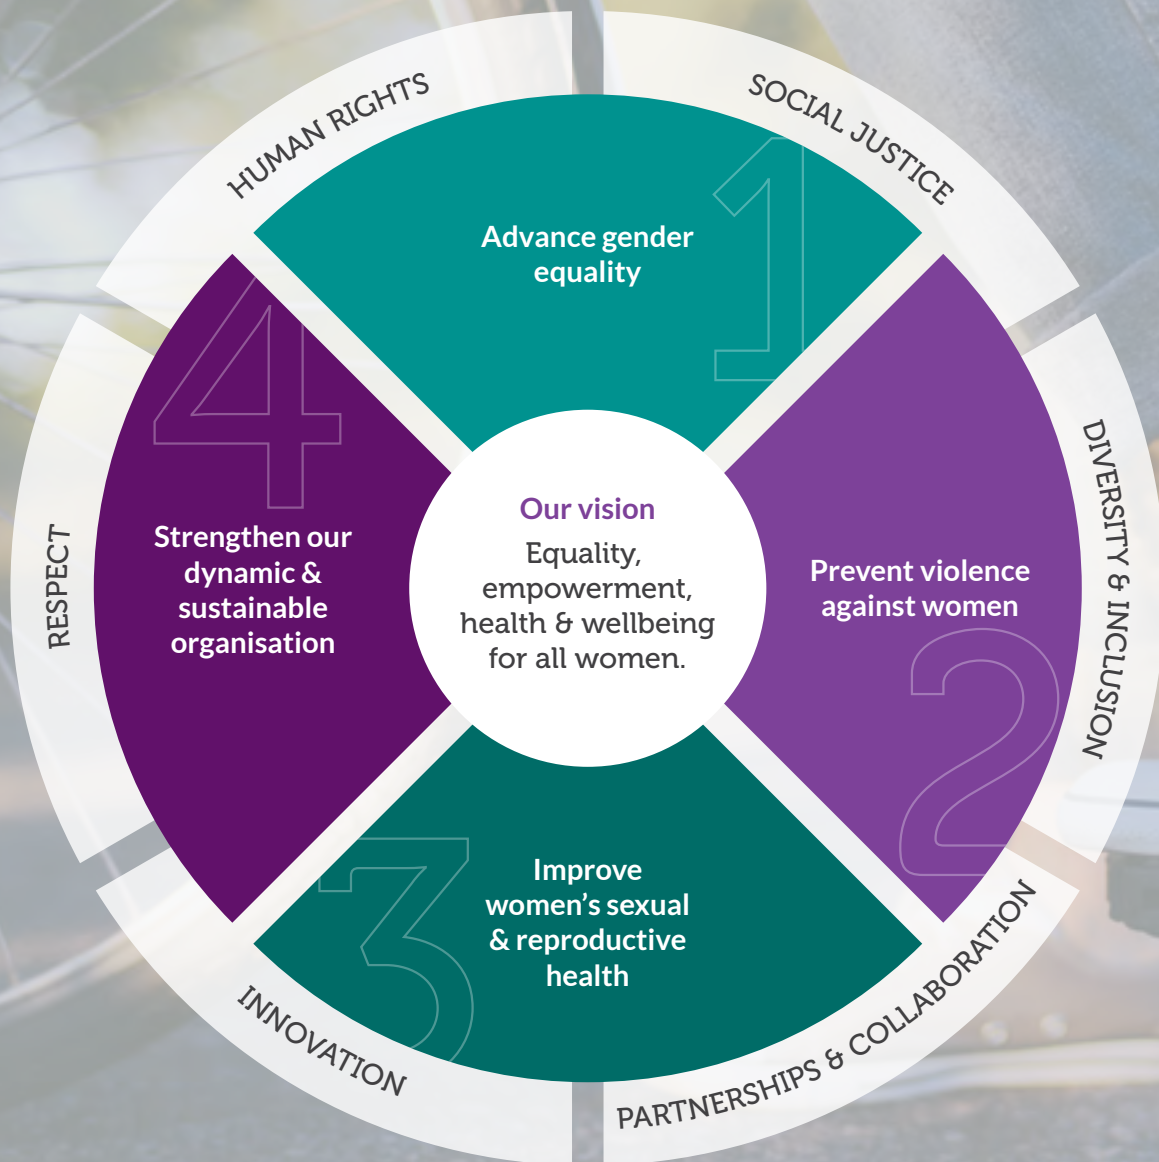 HUMAN RIGHTS
SOCIAL JUSTICE
1
Advance gender
equality
4
Strengthen our
dynamic &
sustainable
organisation
RESPECT
Our vision
Equality,
empowerment,
health & wellbeing
for all women.
Prevent violence
against women
2
DIVERSITY & INCLUSION
3
Improve
women’s sexual
& reproductive
health
INNOVATION
PARTNERSHIPS & COLLABORATION